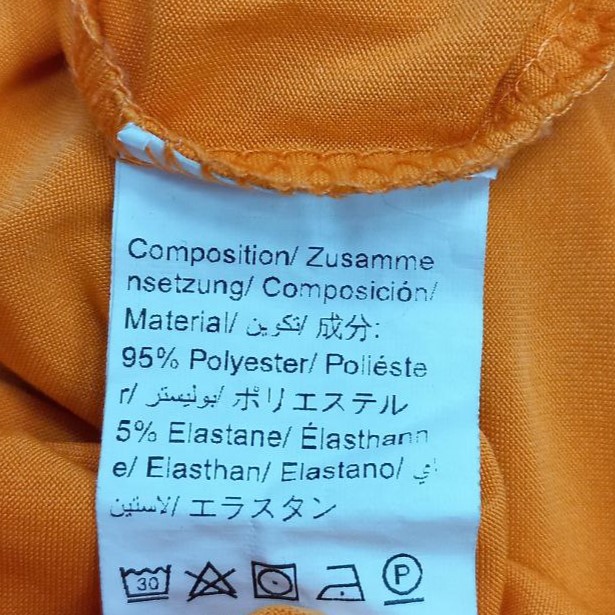 Composition/ Zusamme
nsetzung/ Composición/
Material/ تكوين/ 成分:
95% Polyester/ Poliéste
r/ بوليستر/ ポリエステル
5% Elastane/ Élasthann
e/ Elasthan/ Elastano/ إي
لاستين/ エラスタン
30 P